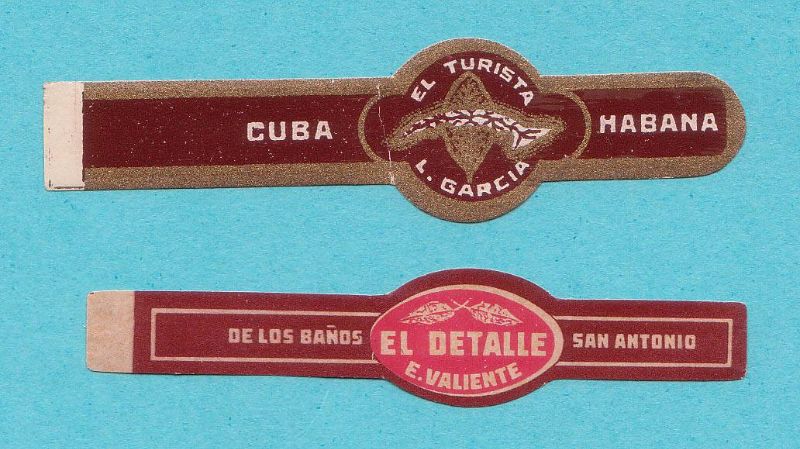 EL TURISTA
CUBA
HABANA
L. GARCIA
DE LOS BAÑOS
EL DETALLE
SAN ANTONIO
E. VALIENTE